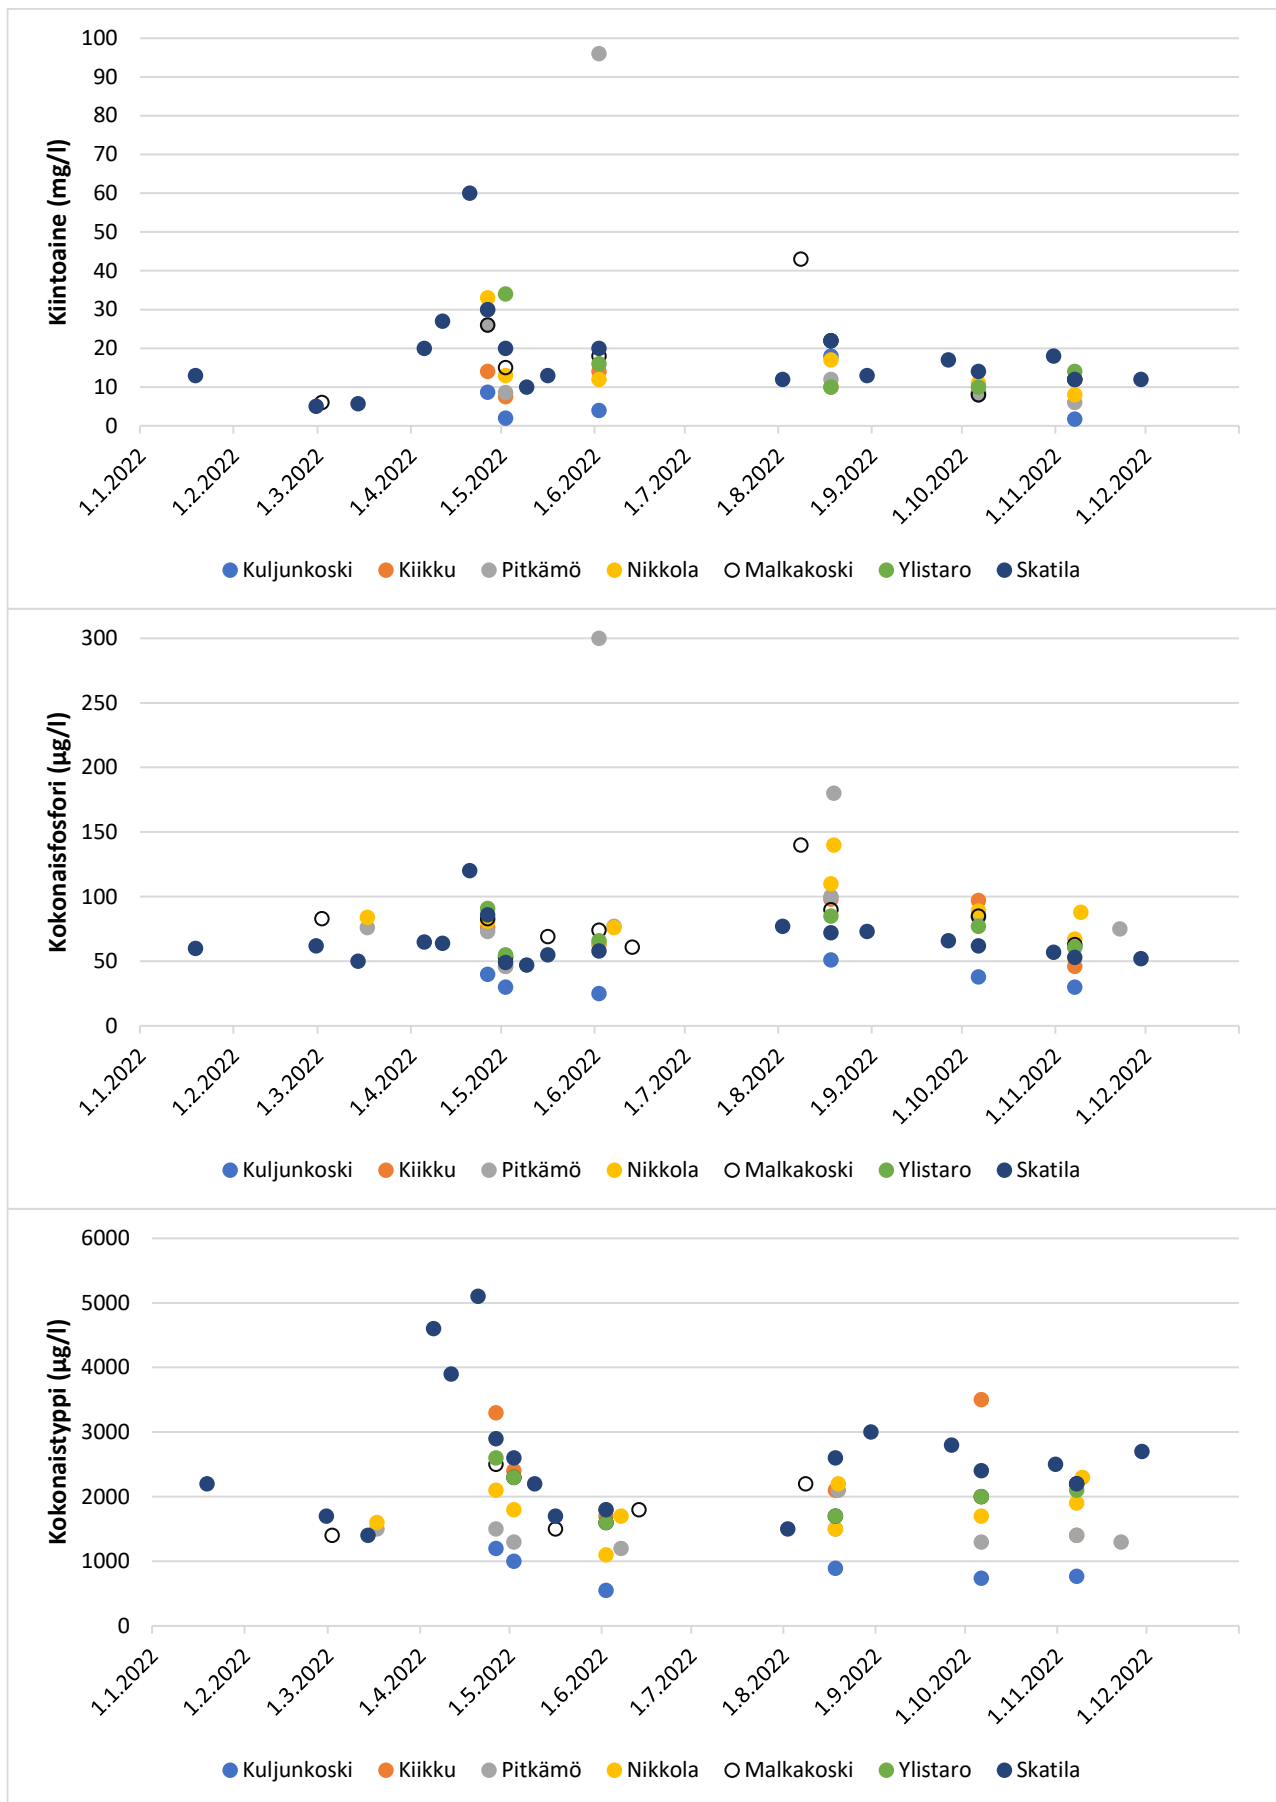 Kiintoaine (mg/l)
100
90
80
70
60
50
40
30
20
10
0
1.1.2022 1.2.2022 1.3.2022 1.4.2022 1.5.2022 1.6.2022 1.7.2022 1.8.2022 1.9.2022 1.10.2022 1.11.2022 1.12.2022
Kuljunkoski Kiikku Pitkämö Nikkola Malkakoski Ylistaro Skatila
Kokonaisfosfori (µg/l)
300
250
200
150
100
50
0
1.1.2022 1.2.2022 1.3.2022 1.4.2022 1.5.2022 1.6.2022 1.7.2022 1.8.2022 1.9.2022 1.10.2022 1.11.2022 1.12.2022
Kuljunkoski Kiikku Pitkämö Nikkola Malkakoski Ylistaro Skatila
Kokonaistyppi (µg/l)
6000
5000
4000
3000
2000
1000
0
1.1.2022 1.2.2022 1.3.2022 1.4.2022 1.5.2022 1.6.2022 1.7.2022 1.8.2022 1.9.2022 1.10.2022 1.11.2022 1.12.2022
Kuljunkoski Kiikku Pitkämö Nikkola Malkakoski Ylistaro Skatila